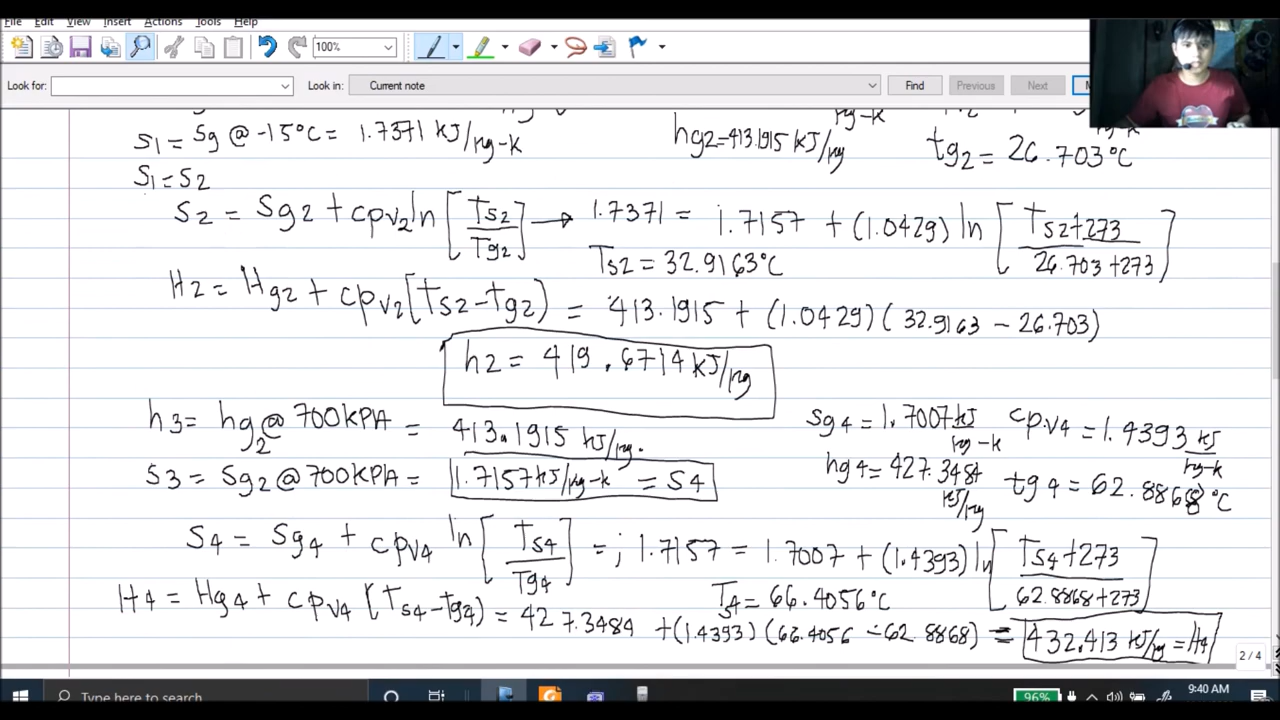 File Edit View Insert Actions Tools Help
100%
Look for: Look in: Current note Find Previous Next
S1 = Sg @ -15°C = 1.7371 KJ/kg-K
hg2=413.1915 KJ/kg
tg2 = 26.703°C
S1 = S2
S2 = Sg2 + cpv2 ln [Ts2/Tg2] → 1.7371 = 1.7157 + (1.0429) ln [Ts2+273/26.703+273]
Ts2 = 32.9163°C
H2 = Hg2 + cpv2 [Ts2-tg2) = 413.1915 + (1.0429)(32.9163 - 26.703)
h2 = 419.6714 KJ/kg
h3 = hg2 @ 700KPA = 413.1915 KJ/kg.
S3 = Sg2 @ 700KPA = 1.7157 KJ/kg-K = S4
Sg4 = 1.7007 KJ/kg-K
cpv4 = 1.4393 KJ/kg-K
hg4 = 427.3484 KJ/kg
tg4 = 62.8868°C
S4 = Sg4 + cpv4 ln [Ts4/Tg4] = ; 1.7157 = 1.7007 + (1.4393) ln [Ts4+273/62.8868+273]
Ts4 = 66.4056°C
H4 = Hg4 + cpv4 [Ts4-tg4) = 427.3484 + (1.4393)(66.4056 - 62.8868) = 432.413 KJ/kg = H4
2 / 4
Type here to search
96%
9:40 AM